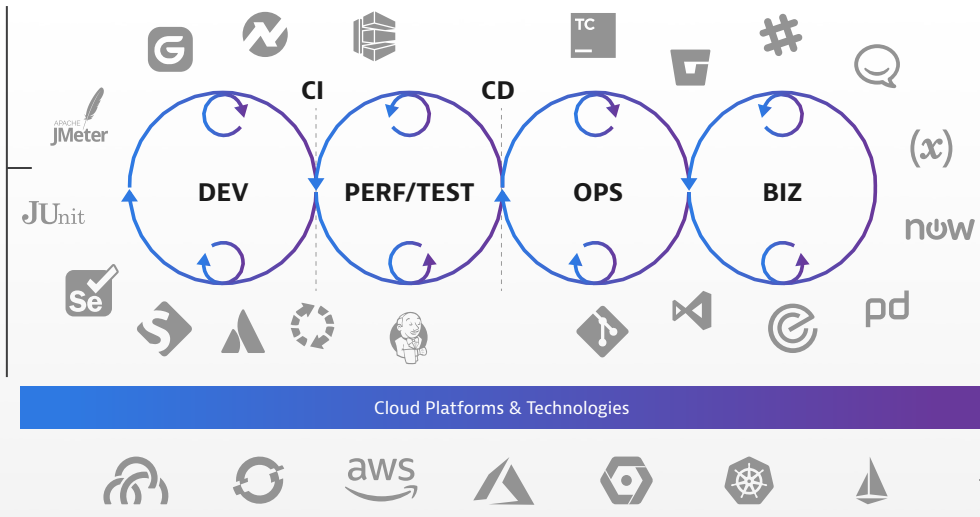 G
TC
CI
CD
APACHE
JMeter
(x)
DEV
PERF/TEST
OPS
BIZ
JUnit
now
Se
pd
Cloud Platforms & Technologies
aws